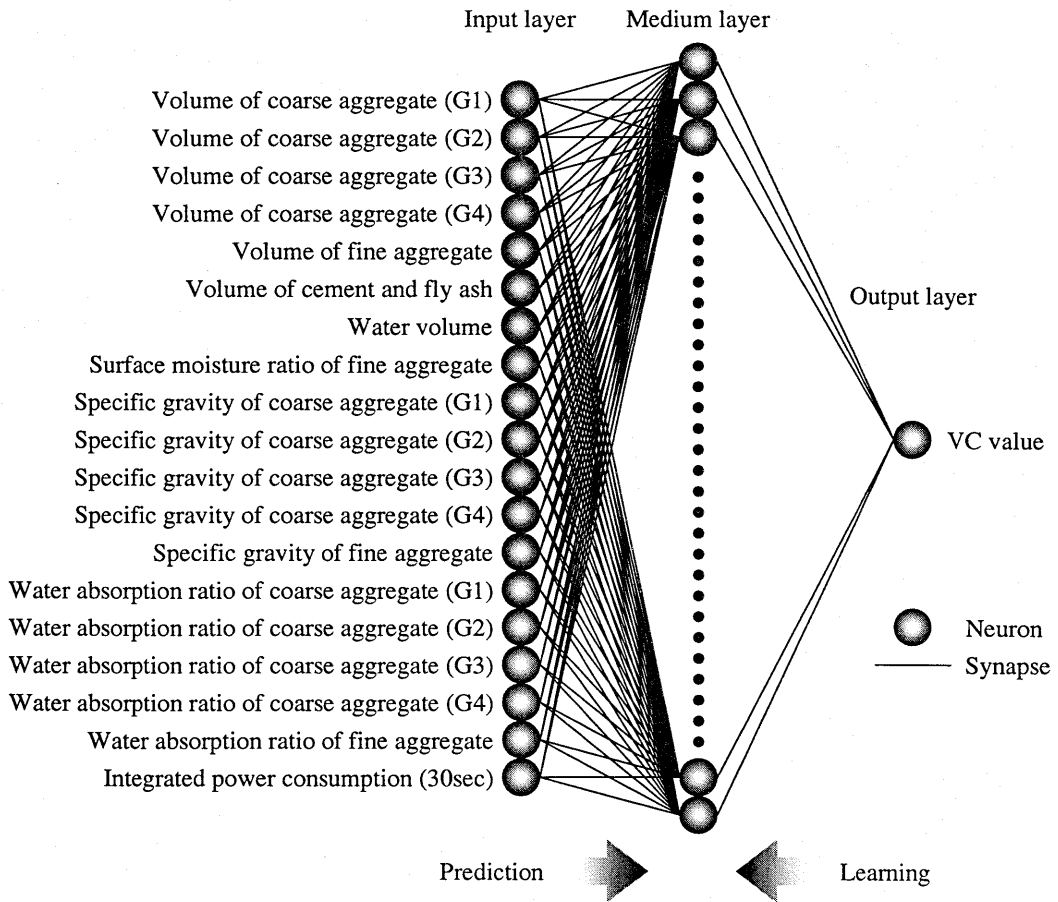 Input layer
Medium layer
Volume of coarse aggregate (G1)
Volume of coarse aggregate (G2)
Volume of coarse aggregate (G3)
Volume of coarse aggregate (G4)
Volume of fine aggregate
Volume of cement and fly ash
Water volume
Surface moisture ratio of fine aggregate
Specific gravity of coarse aggregate (G1)
Specific gravity of coarse aggregate (G2)
Specific gravity of coarse aggregate (G3)
Specific gravity of coarse aggregate (G4)
Specific gravity of fine aggregate
Water absorption ratio of coarse aggregate (G1)
Water absorption ratio of coarse aggregate (G2)
Water absorption ratio of coarse aggregate (G3)
Water absorption ratio of coarse aggregate (G4)
Water absorption ratio of fine aggregate
Integrated power consumption (30sec)
Output layer
VC value
Neuron
Synapse
Prediction
Learning